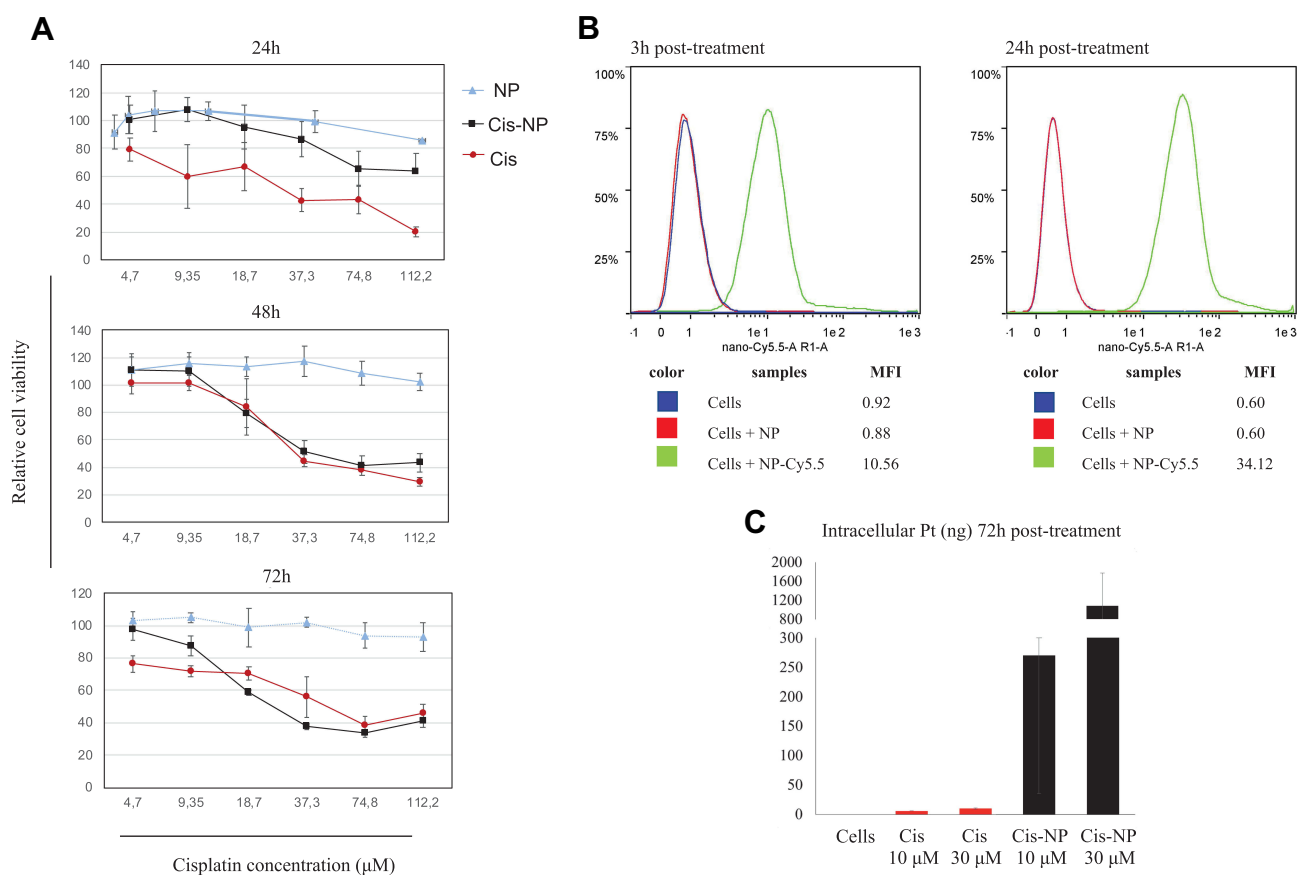 A
24h
140
120
100
80
60
40
20
0
4,7 9,35 18,7 37,3 74,8 112,2
NP
Cis-NP
Cis
48h
140
120
100
80
60
40
20
0
4,7 9,35 18,7 37,3 74,8 112,2
72h
120
100
80
60
40
20
0
4,7 9,35 18,7 37,3 74,8 112,2
Relative cell viability
Cisplatin concentration (µM)
B
3h post-treatment
100%
75%
50%
25%
-1 0 1 1e1 1e2 1e3
nano-Cy5.5-A R1-A
color samples MFI
Cells 0.92
Cells + NP 0.88
Cells + NP-Cy5.5 10.56
24h post-treatment
100%
75%
50%
25%
-1 0 1 1e1 1e2 1e3
nano-Cy5.5-A R1-A
color samples MFI
Cells 0.60
Cells + NP 0.60
Cells + NP-Cy5.5 34.12
C
Intracellular Pt (ng) 72h post-treatment
2000
1600
1200
800
300
250
200
150
100
50
0
Cells Cis Cis Cis-NP Cis-NP
10 µM 30 µM 10 µM 30 µM